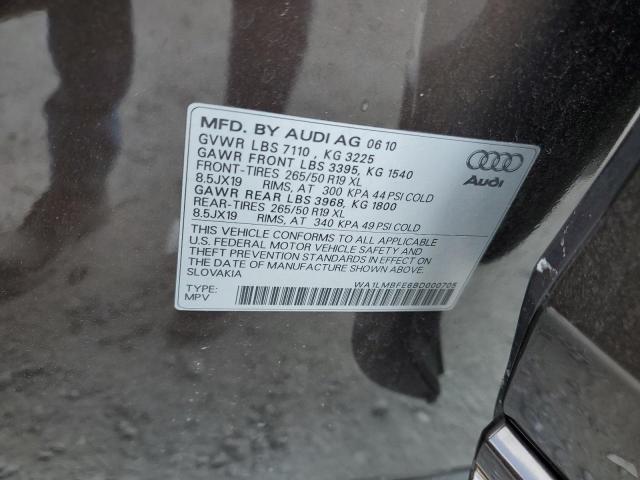 MFD. BY AUDI AG 06 10
GVWR LBS 7110 , KG 3225
GAWR FRONT LBS 3395, KG 1540
FRONT-TIRES 265/50 R19 XL
8.5JX19 RIMS, AT 300 KPA 44 PSI COLD
GAWR REAR LBS 3968, KG 1800
REAR-TIRES 265/50 R19 XL
8.5JX19 RIMS, AT 340 KPA 49 PSI COLD
THIS VEHICLE CONFORMS TO ALL APPLICABLE
U.S. FEDERAL MOTOR VEHICLE SAFETY AND
THEFT PREVENTION STANDARDS IN EFFECT ON
THE DATE OF MANUFACTURE SHOWN ABOVE.
SLOVAKIA
WA1LMBFE6BD000705
TYPE:
MPV
Audi